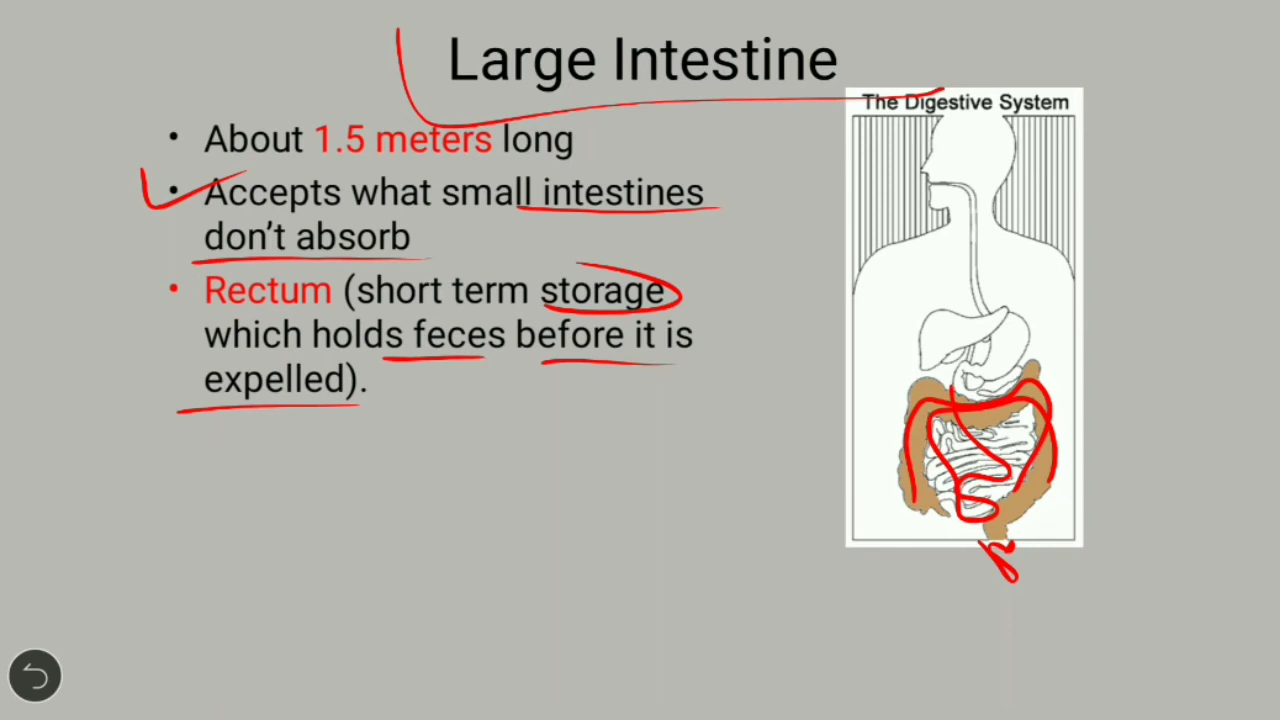 Large Intestine
The Digestive System
• About 1.5 meters long
• Accepts what small intestines
don't absorb
• Rectum (short term storage
which holds feces before it is
expelled).